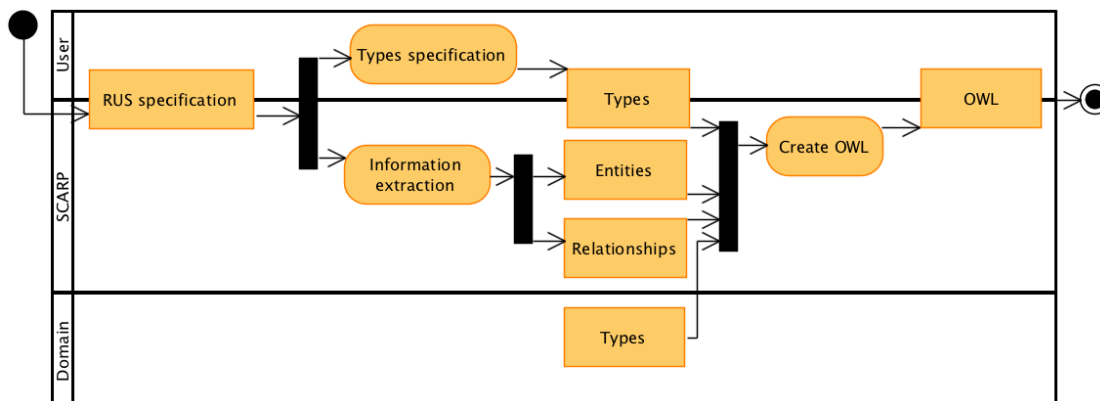 User
Types specification
RUS specification
Types
OWL
Create OWL
SCARP
Information
extraction
Entities
Relationships
Domain
Types